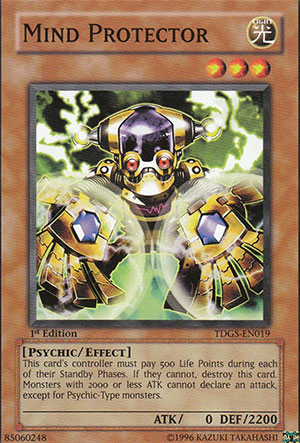 MIND PROTECTOR
LIGHT
光
1st Edition
TDGS-EN019
[PSYCHIC/EFFECT]
This card's controller must pay 500 Life Points during each
of their Standby Phases. If they cannot, destroy this card.
Monsters with 2000 or less ATK cannot declare an attack,
except for Psychic-Type monsters.
ATK/ 0 DEF/2200
85060248
©1996 KAZUKI TAKAHASHI